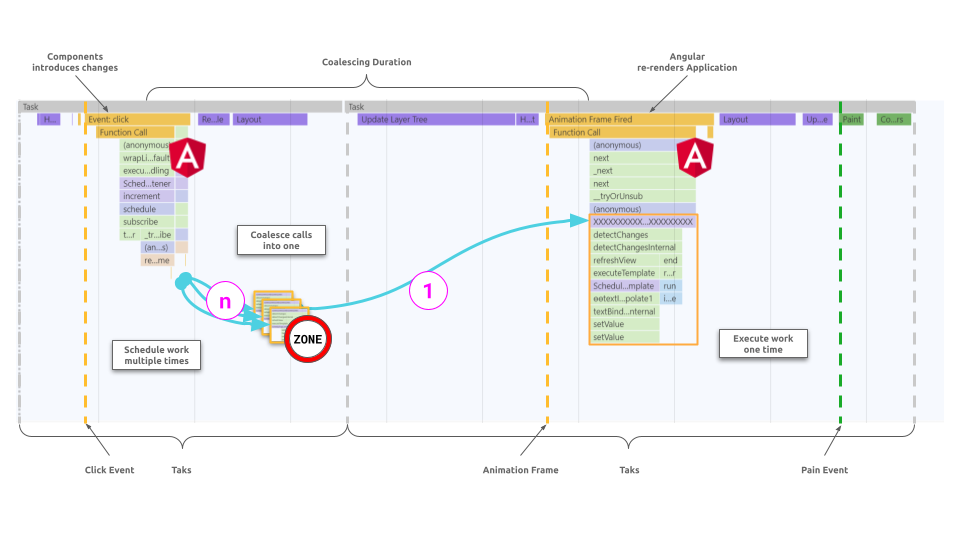 Components
introduces changes
Coalescing Duration
Angular
re-renders Application
Task
Task
H...
Event: click
Re...le
Layout
Update Layer Tree
H...t
Animation Frame Fired
Layout
Up...e
Paint
Co...rs
Function Call
Function Call
(anonymous)
wrapLi...fault
execu...dling
Sched...tener
increment
schedule
subscribe
t...r _tr...ibe
(an...s)
re...me
A
(anonymous)
next
_next
next
__tryOrUnsub
(anonymous)
XXXXXXXXXX...XXXXXXXXX
detectChanges
detectChangesInternal
refreshView end
executeTemplate r...r
Schedul...mplate run
i...e
textBind...nternal
setValue
setValue
A
Coalesce calls
into one
n
1
ZONE
Schedule work
multiple times
Execute work
one time
Click Event
Taks
Animation Frame
Taks
Pain Event